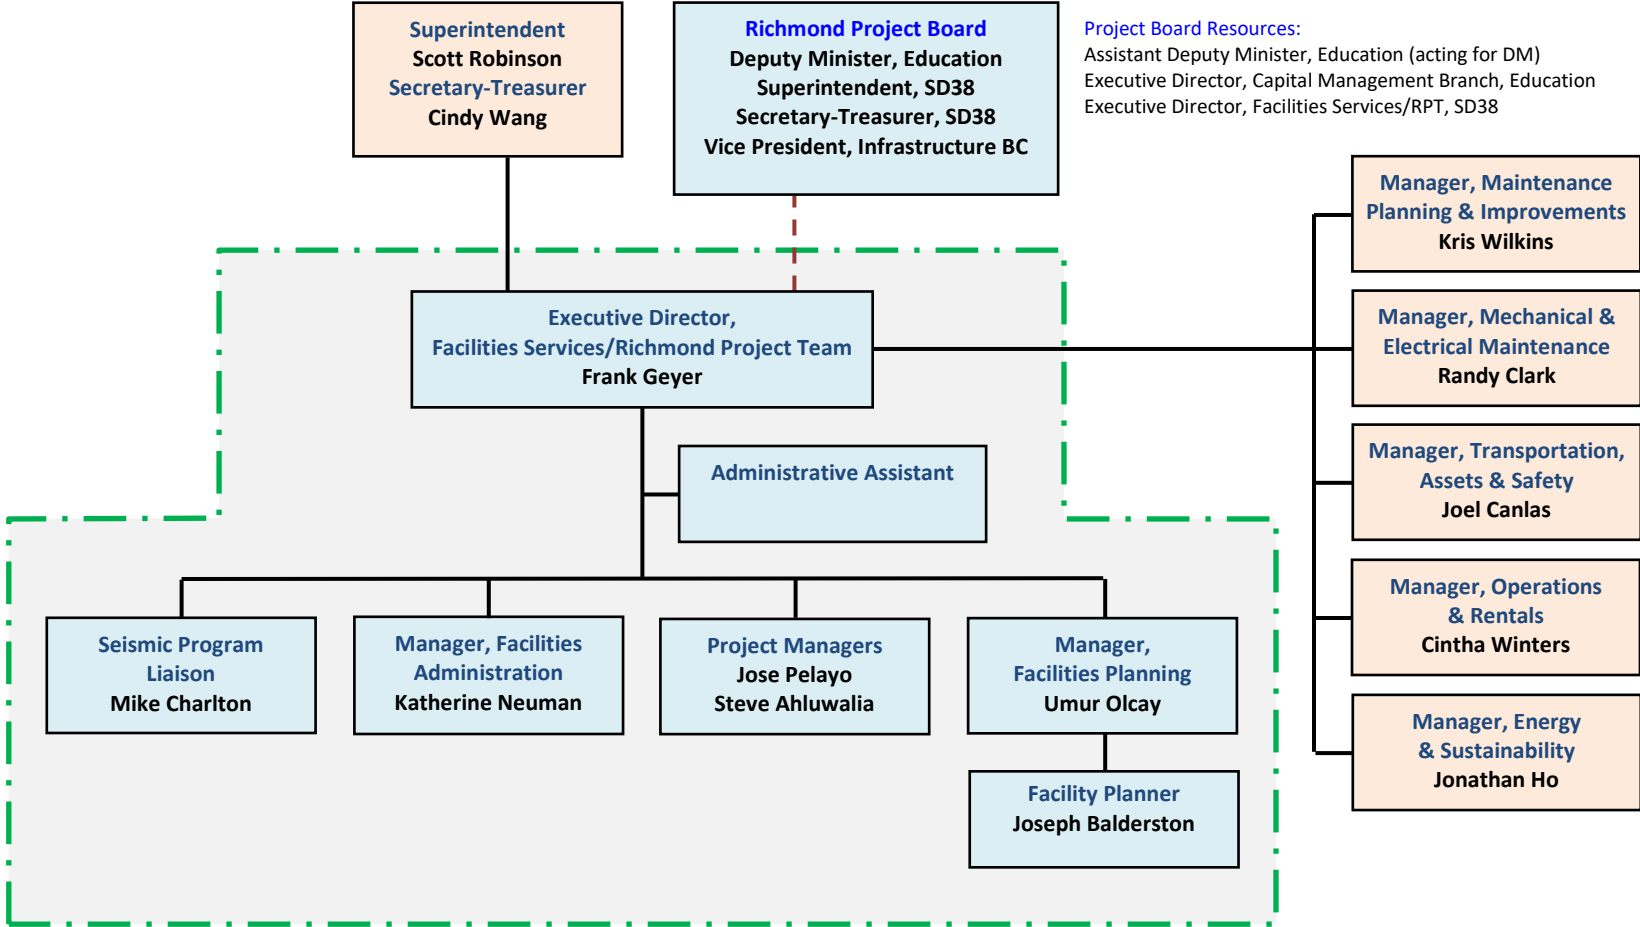 Superintendent
Scott Robinson
Secretary-Treasurer
Cindy Wang
Richmond Project Board
Deputy Minister, Education
Superintendent, SD38
Secretary-Treasurer, SD38
Vice President, Infrastructure BC
Project Board Resources:
Assistant Deputy Minister, Education (acting for DM)
Executive Director, Capital Management Branch, Education
Executive Director, Facilities Services/RPT, SD38
Executive Director,
Facilities Services/Richmond Project Team
Frank Geyer
Administrative Assistant
Seismic Program
Liaison
Mike Charlton
Manager, Facilities
Administration
Katherine Neuman
Project Managers
Jose Pelayo
Steve Ahluwalia
Manager,
Facilities Planning
Umur Olcay
Facility Planner
Joseph Balderston
Manager, Maintenance
Planning & Improvements
Kris Wilkins
Manager, Mechanical &
Electrical Maintenance
Randy Clark
Manager, Transportation,
Assets & Safety
Joel Canlas
Manager, Operations
& Rentals
Cintha Winters
Manager, Energy
& Sustainability
Jonathan Ho